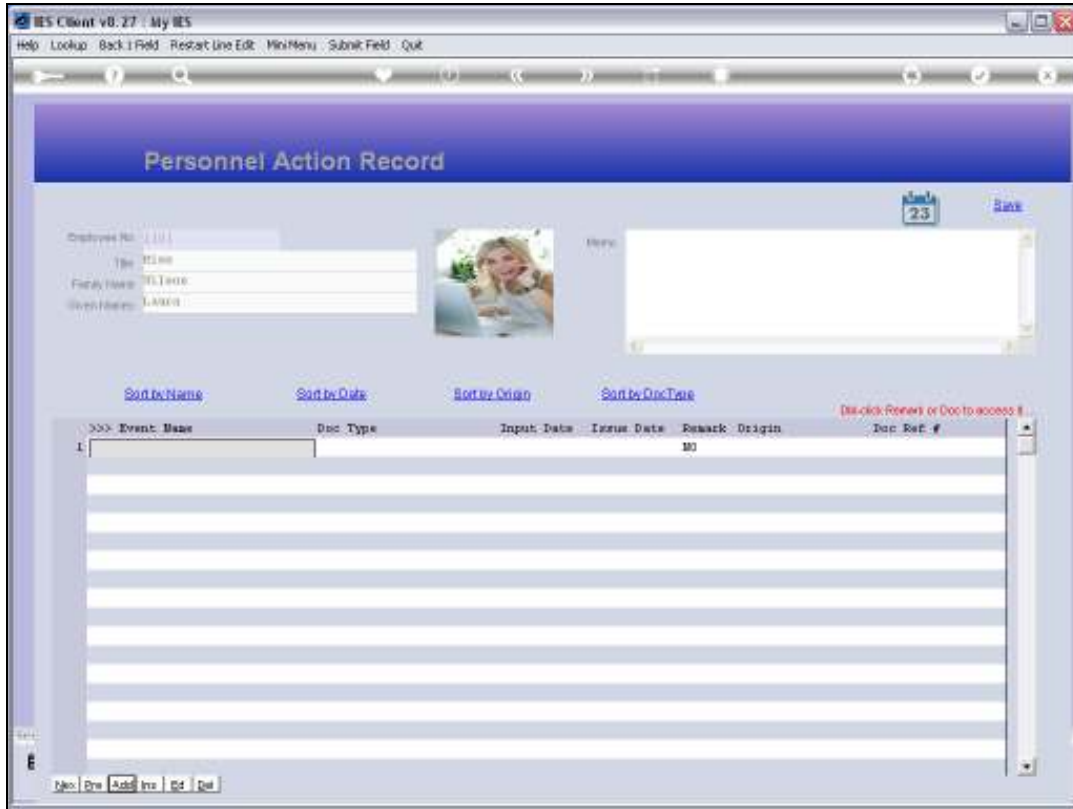 IES Client v8.27 : My IES
Help Lookup Back 1 Field Restart Line Edit MiniMenu Submit Field Quit
Personnel Action Record
23 Save
Employee No 1101
Title Miss
Family Name Wilson
Given Names Laura
Memo
Sort by Name Sort by Date Sort by Origin Sort by DocType
Dbl-click Remark or Doc to access it...
>>> Event Name Doc Type Input Date Issue Date Remark Origin Doc Ref #
1 NO
Nex Pre Add Ins Ed Del